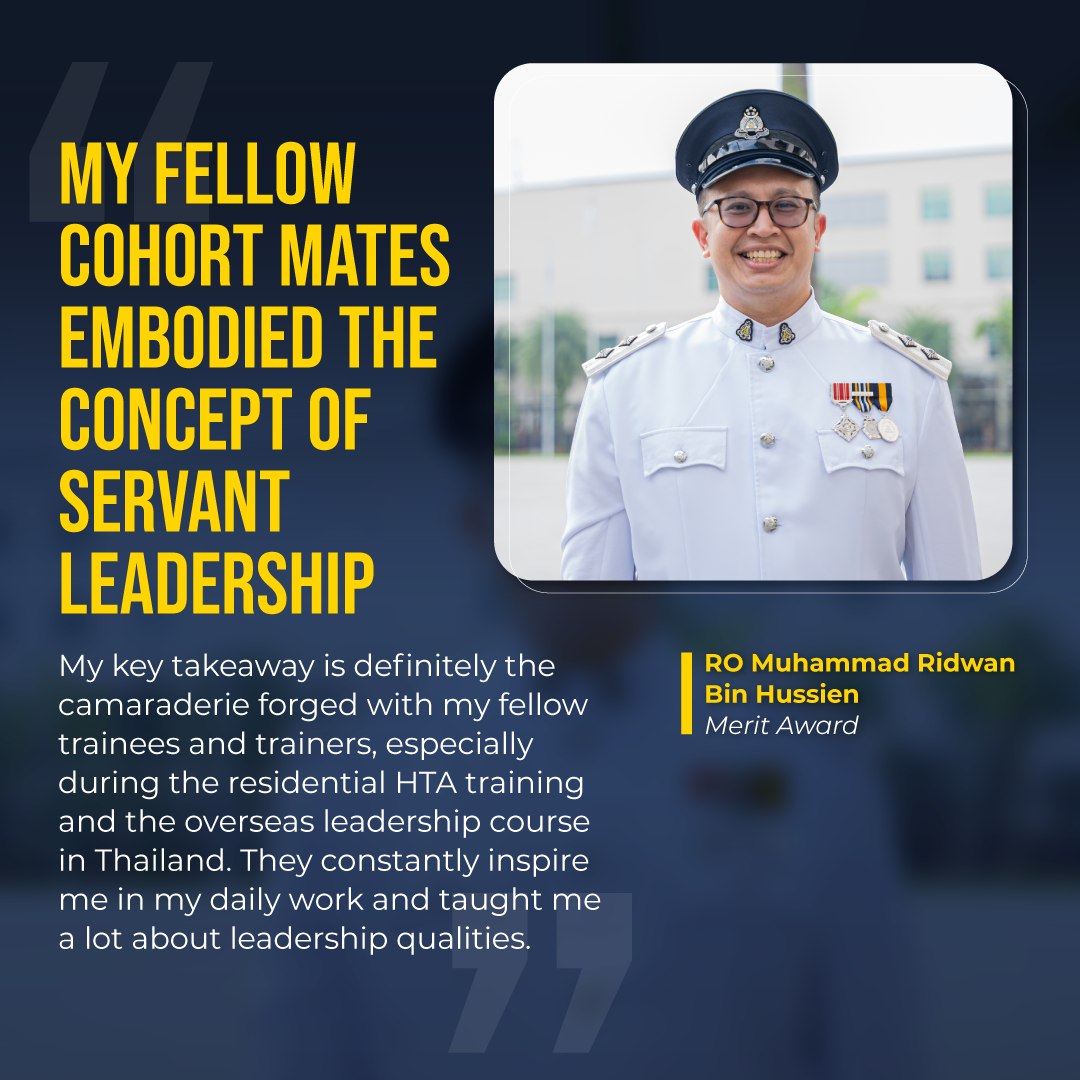 MY FELLOW
COHORT MATES
EMBODIED THE
CONCEPT OF
SERVANT
LEADERSHIP
My key takeaway is definitely the
camaraderie forged with my fellow
trainees and trainers, especially
during the residential HTA training
and the overseas leadership course
in Thailand. They constantly inspire
me in my daily work and taught me
a lot about leadership qualities.
RO Muhammad Ridwan
Bin Hussien
Merit Award